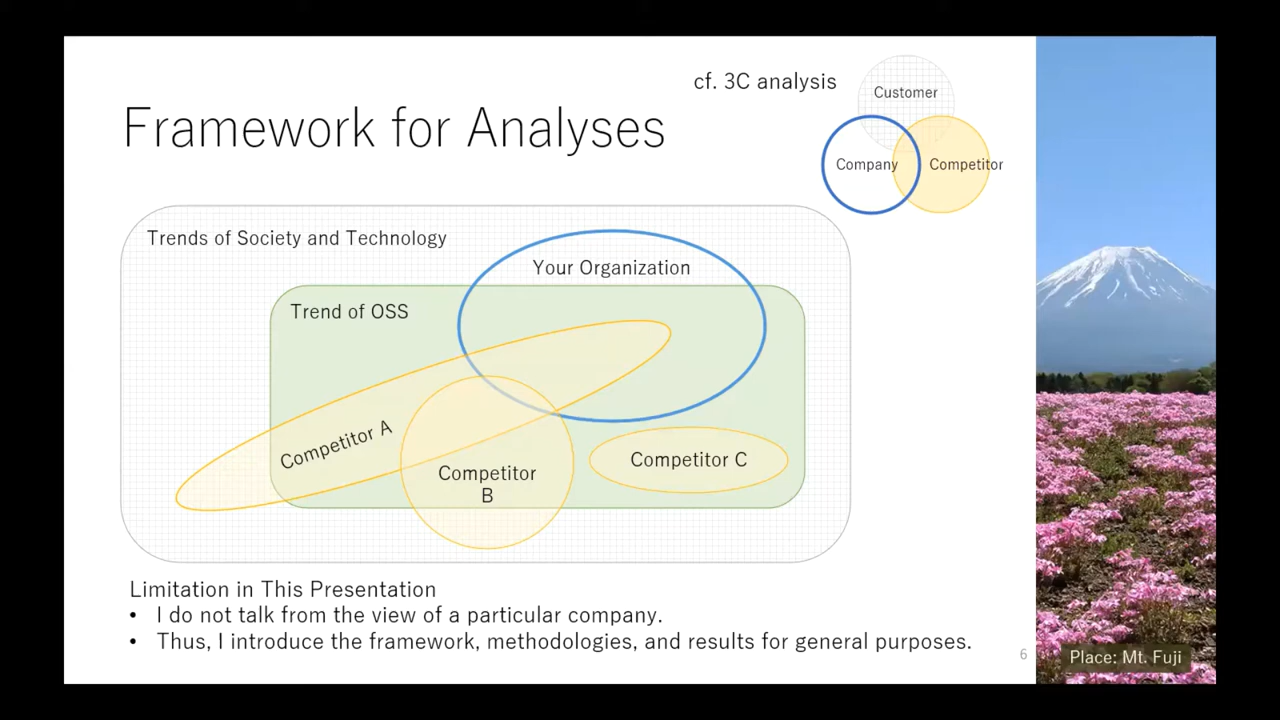 cf. 3C analysis
Customer
Framework for Analyses
Company
Competitor
Trends of Society and Technology
Your Organization
Trend of OSS
Competitor A
Competitor
B
Competitor C
Limitation in This Presentation
• I do not talk from the view of a particular company.
• Thus, I introduce the framework, methodologies, and results for general purposes.
6
Place: Mt. Fuji